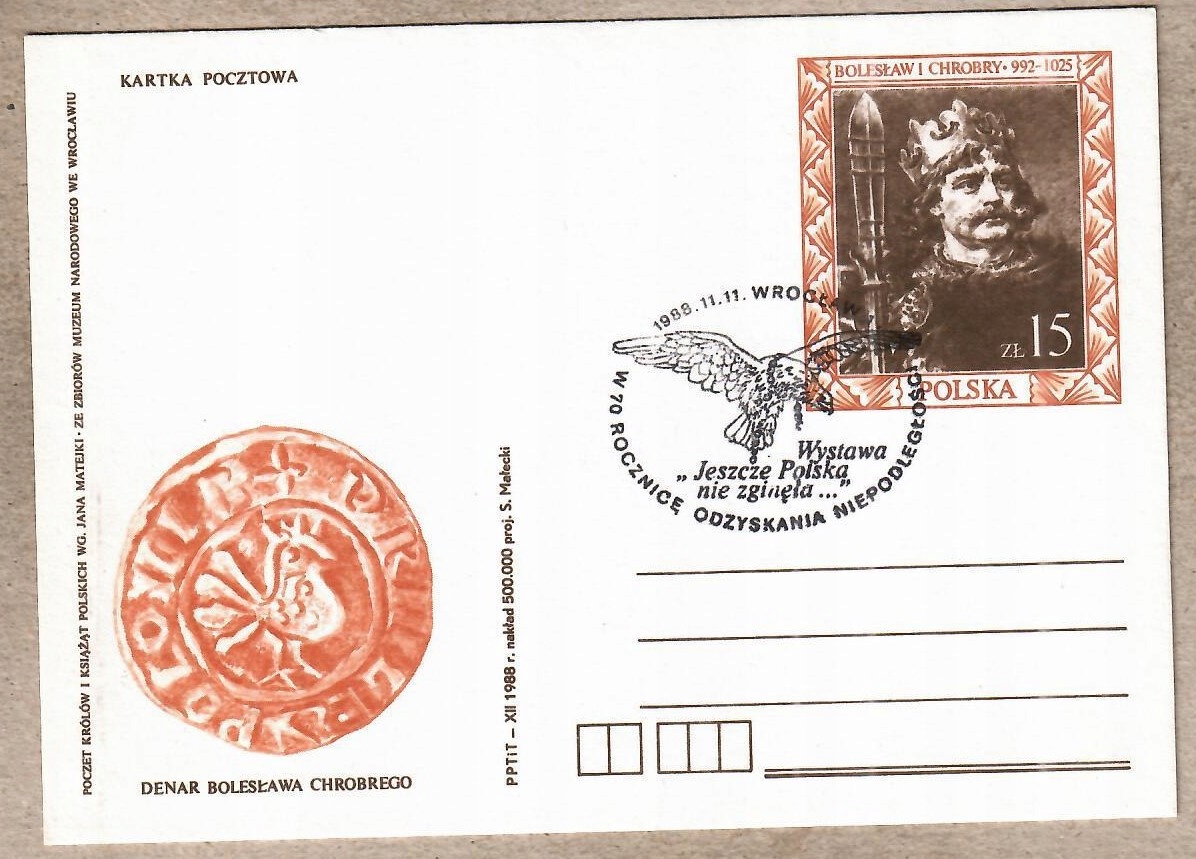 KARTKA POCZTOWA
BOLESŁAW I CHROBRY • 992-1025
ZŁ 15
POLSKA
1988.11.11. WROCŁAW 1
W 70 ROCZNICĘ ODZYSKANIA NIEPODLEGŁOŚCI
Wystawa
„Jeszcze Polska
nie zginęła ..."
POCZET KRÓLÓW I KSIĄŻĄT POLSKICH WG. JANA MATEJKI • ZE ZBIORÓW MUZEUM NARODOWEGO WE WROCŁAWIU
DENAR BOLESŁAWA CHROBREGO
PPTiT – XII 1988 r. nakład 500.000 proj. S. Małecki